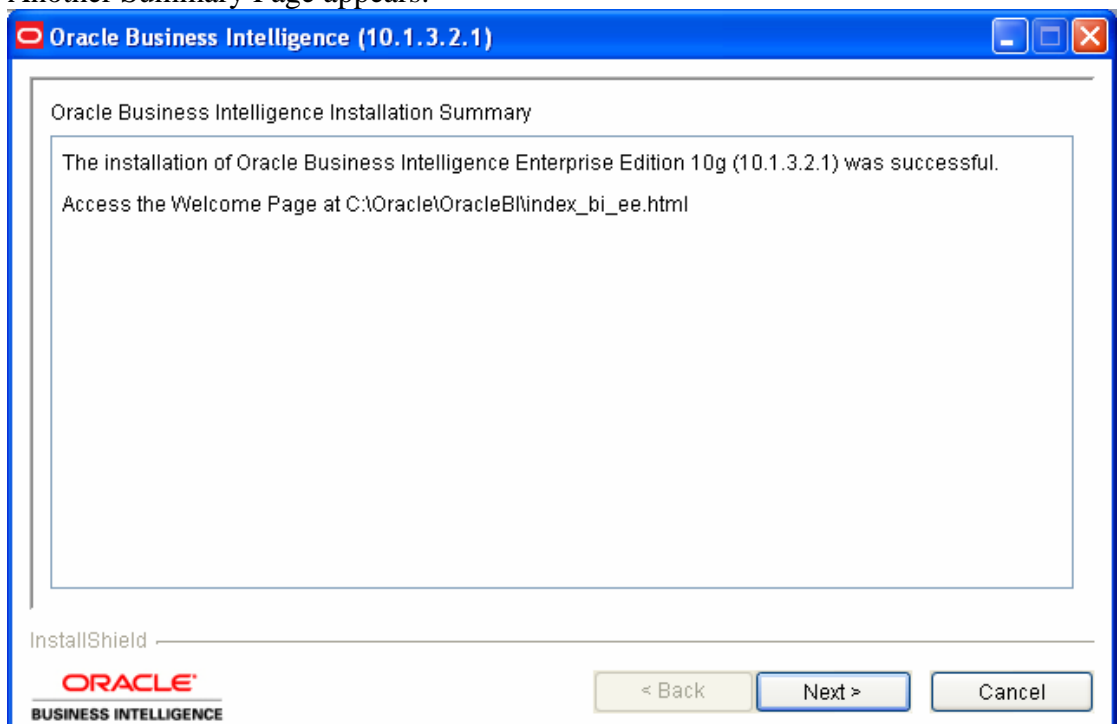 Another Summary Page appears.
Oracle Business Intelligence (10.1.3.2.1)
Oracle Business Intelligence Installation Summary
The installation of Oracle Business Intelligence Enterprise Edition 10g (10.1.3.2.1) was successful.
Access the Welcome Page at C:\Oracle\OracleBI\index_bi_ee.html
InstallShield
ORACLE
BUSINESS INTELLIGENCE
< Back Next > Cancel